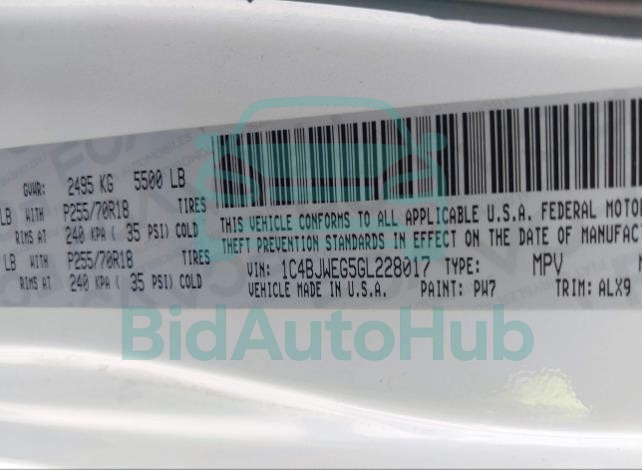 GVWR: 2495 KG 5500 LB
LB WITH P255/70R18 TIRES
RIMS AT 240 KPA ( 35 PSI) COLD
LB WITH P255/70R18 TIRES
RIMS AT 240 KPA ( 35 PSI) COLD
THIS VEHICLE CONFORMS TO ALL APPLICABLE U.S.A. FEDERAL MOTOR
THEFT PREVENTION STANDARDS IN EFFECT ON THE DATE OF MANUFAC
VIN: 1C4BJWEG5GL228017 TYPE: MPV
VEHICLE MADE IN U.S.A. PAINT: PW7 TRIM: ALX9
BidAutoHub